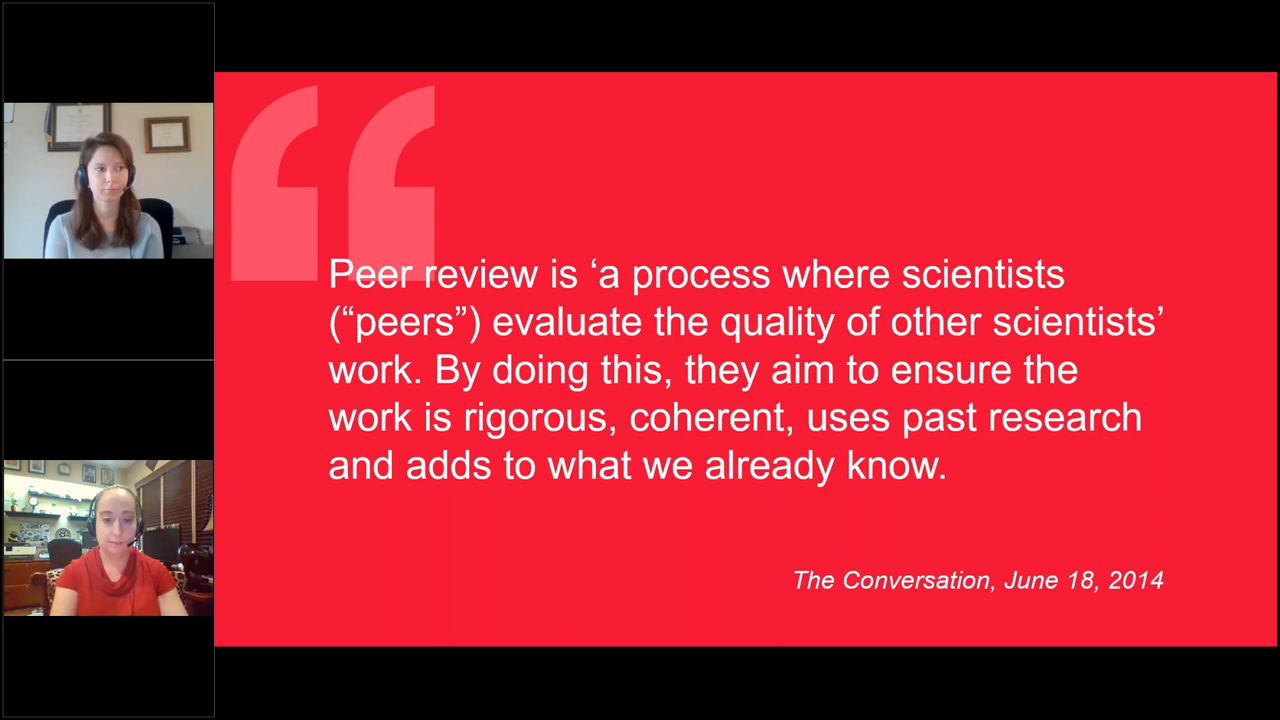 Peer review is ‘a process where scientists
(“peers”) evaluate the quality of other scientists’
work. By doing this, they aim to ensure the
work is rigorous, coherent, uses past research
and adds to what we already know.
The Conversation, June 18, 2014